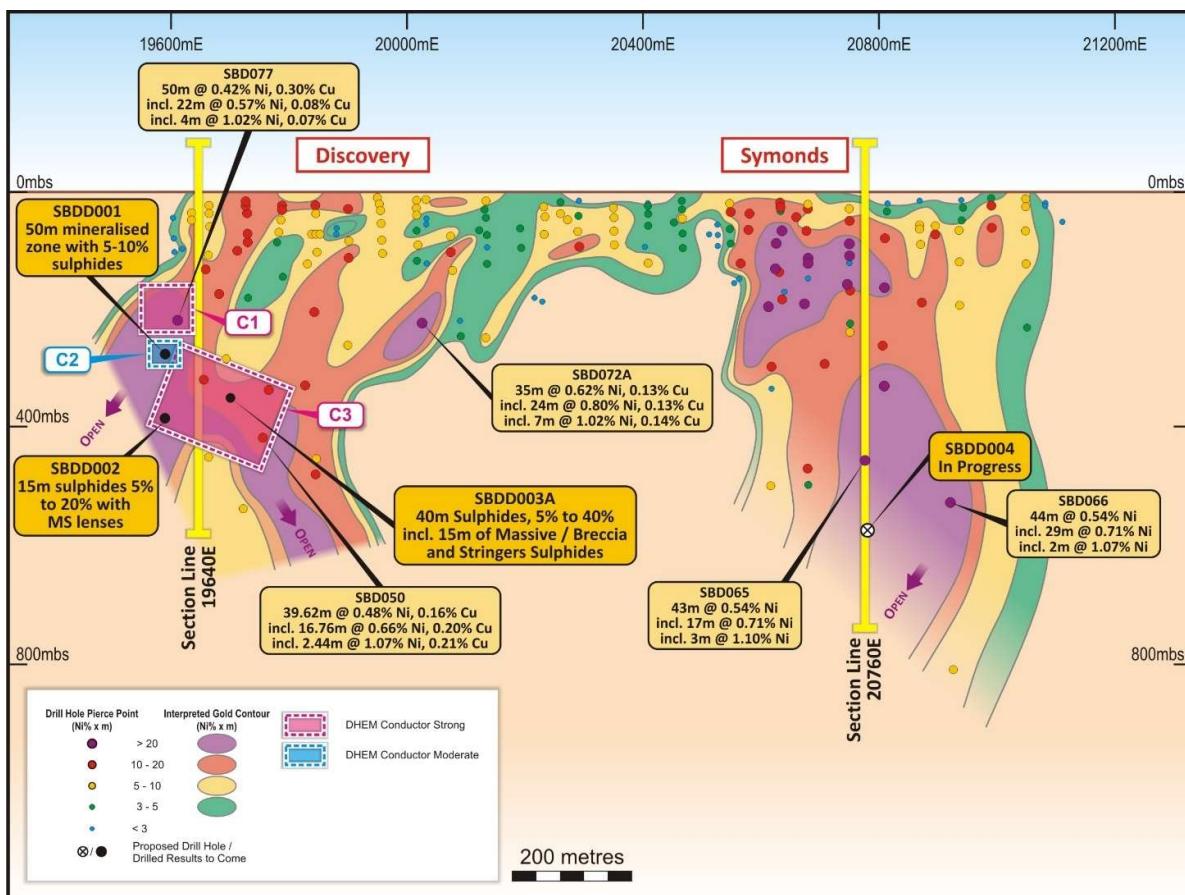 19600mE
20000mE
20400mE
20800mE
21200mE
SBD077
50m @ 0.42% Ni, 0.30% Cu
incl. 22m @ 0.57% Ni, 0.08% Cu
incl. 4m @ 1.02% Ni, 0.07% Cu
Discovery
Symonds
0mbs
0mbs
SBDD001
50m mineralised
zone with 5-10%
sulphides
C1
C2
C3
SBD072A
35m @ 0.62% Ni, 0.13% Cu
incl. 24m @ 0.80% Ni, 0.13% Cu
incl. 7m @ 1.02% Ni, 0.14% Cu
400mbs
OPEN
SBDD002
15m sulphides 5%
to 20% with
MS lenses
SBDD004
In Progress
SBDD003A
40m Sulphides, 5% to 40%
incl. 15m of Massive / Breccia
and Stringers Sulphides
SBD066
44m @ 0.54% Ni
incl. 29m @ 0.71% Ni
incl. 2m @ 1.07% Ni
OPEN
Section Line
19640E
SBD050
39.62m @ 0.48% Ni, 0.16% Cu
incl. 16.76m @ 0.66% Ni, 0.20% Cu
incl. 2.44m @ 1.07% Ni, 0.21% Cu
SBD065
43m @ 0.54% Ni
incl. 17m @ 0.71% Ni
incl. 3m @ 1.10% Ni
OPEN
Section Line
20760E
800mbs
800mbs
Drill Hole Pierce Point
(Ni% x m)
Interpreted Gold Contour
(Ni% x m)
DHEM Conductor Strong
DHEM Conductor Moderate
> 20
10 - 20
5 - 10
3 - 5
< 3
/
Proposed Drill Hole /
Drilled Results to Come
200 metres